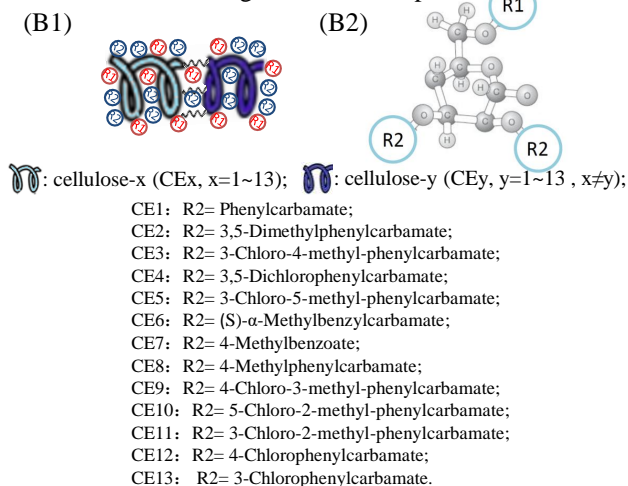 (B1)
(B2)
R1
H
H
C
O
H
O
C
H
C
O
C
C
H
O
O
R2
R2
: cellulose-x (CEx, x=1~13); : cellulose-y (CEy, y=1~13 , x≠y);
CE1: R2= Phenylcarbamate;
CE2: R2= 3,5-Dimethylphenylcarbamate;
CE3: R2= 3-Chloro-4-methyl-phenylcarbamate;
CE4: R2= 3,5-Dichlorophenylcarbamate;
CE5: R2= 3-Chloro-5-methyl-phenylcarbamate;
CE6: R2= (S)-α-Methylbenzylcarbamate;
CE7: R2= 4-Methylbenzoate;
CE8: R2= 4-Methylphenylcarbamate;
CE9: R2= 4-Chloro-3-methyl-phenylcarbamate;
CE10: R2= 5-Chloro-2-methyl-phenylcarbamate;
CE11: R2= 3-Chloro-2-methyl-phenylcarbamate;
CE12: R2= 4-Chlorophenylcarbamate;
CE13: R2= 3-Chlorophenylcarbamate.